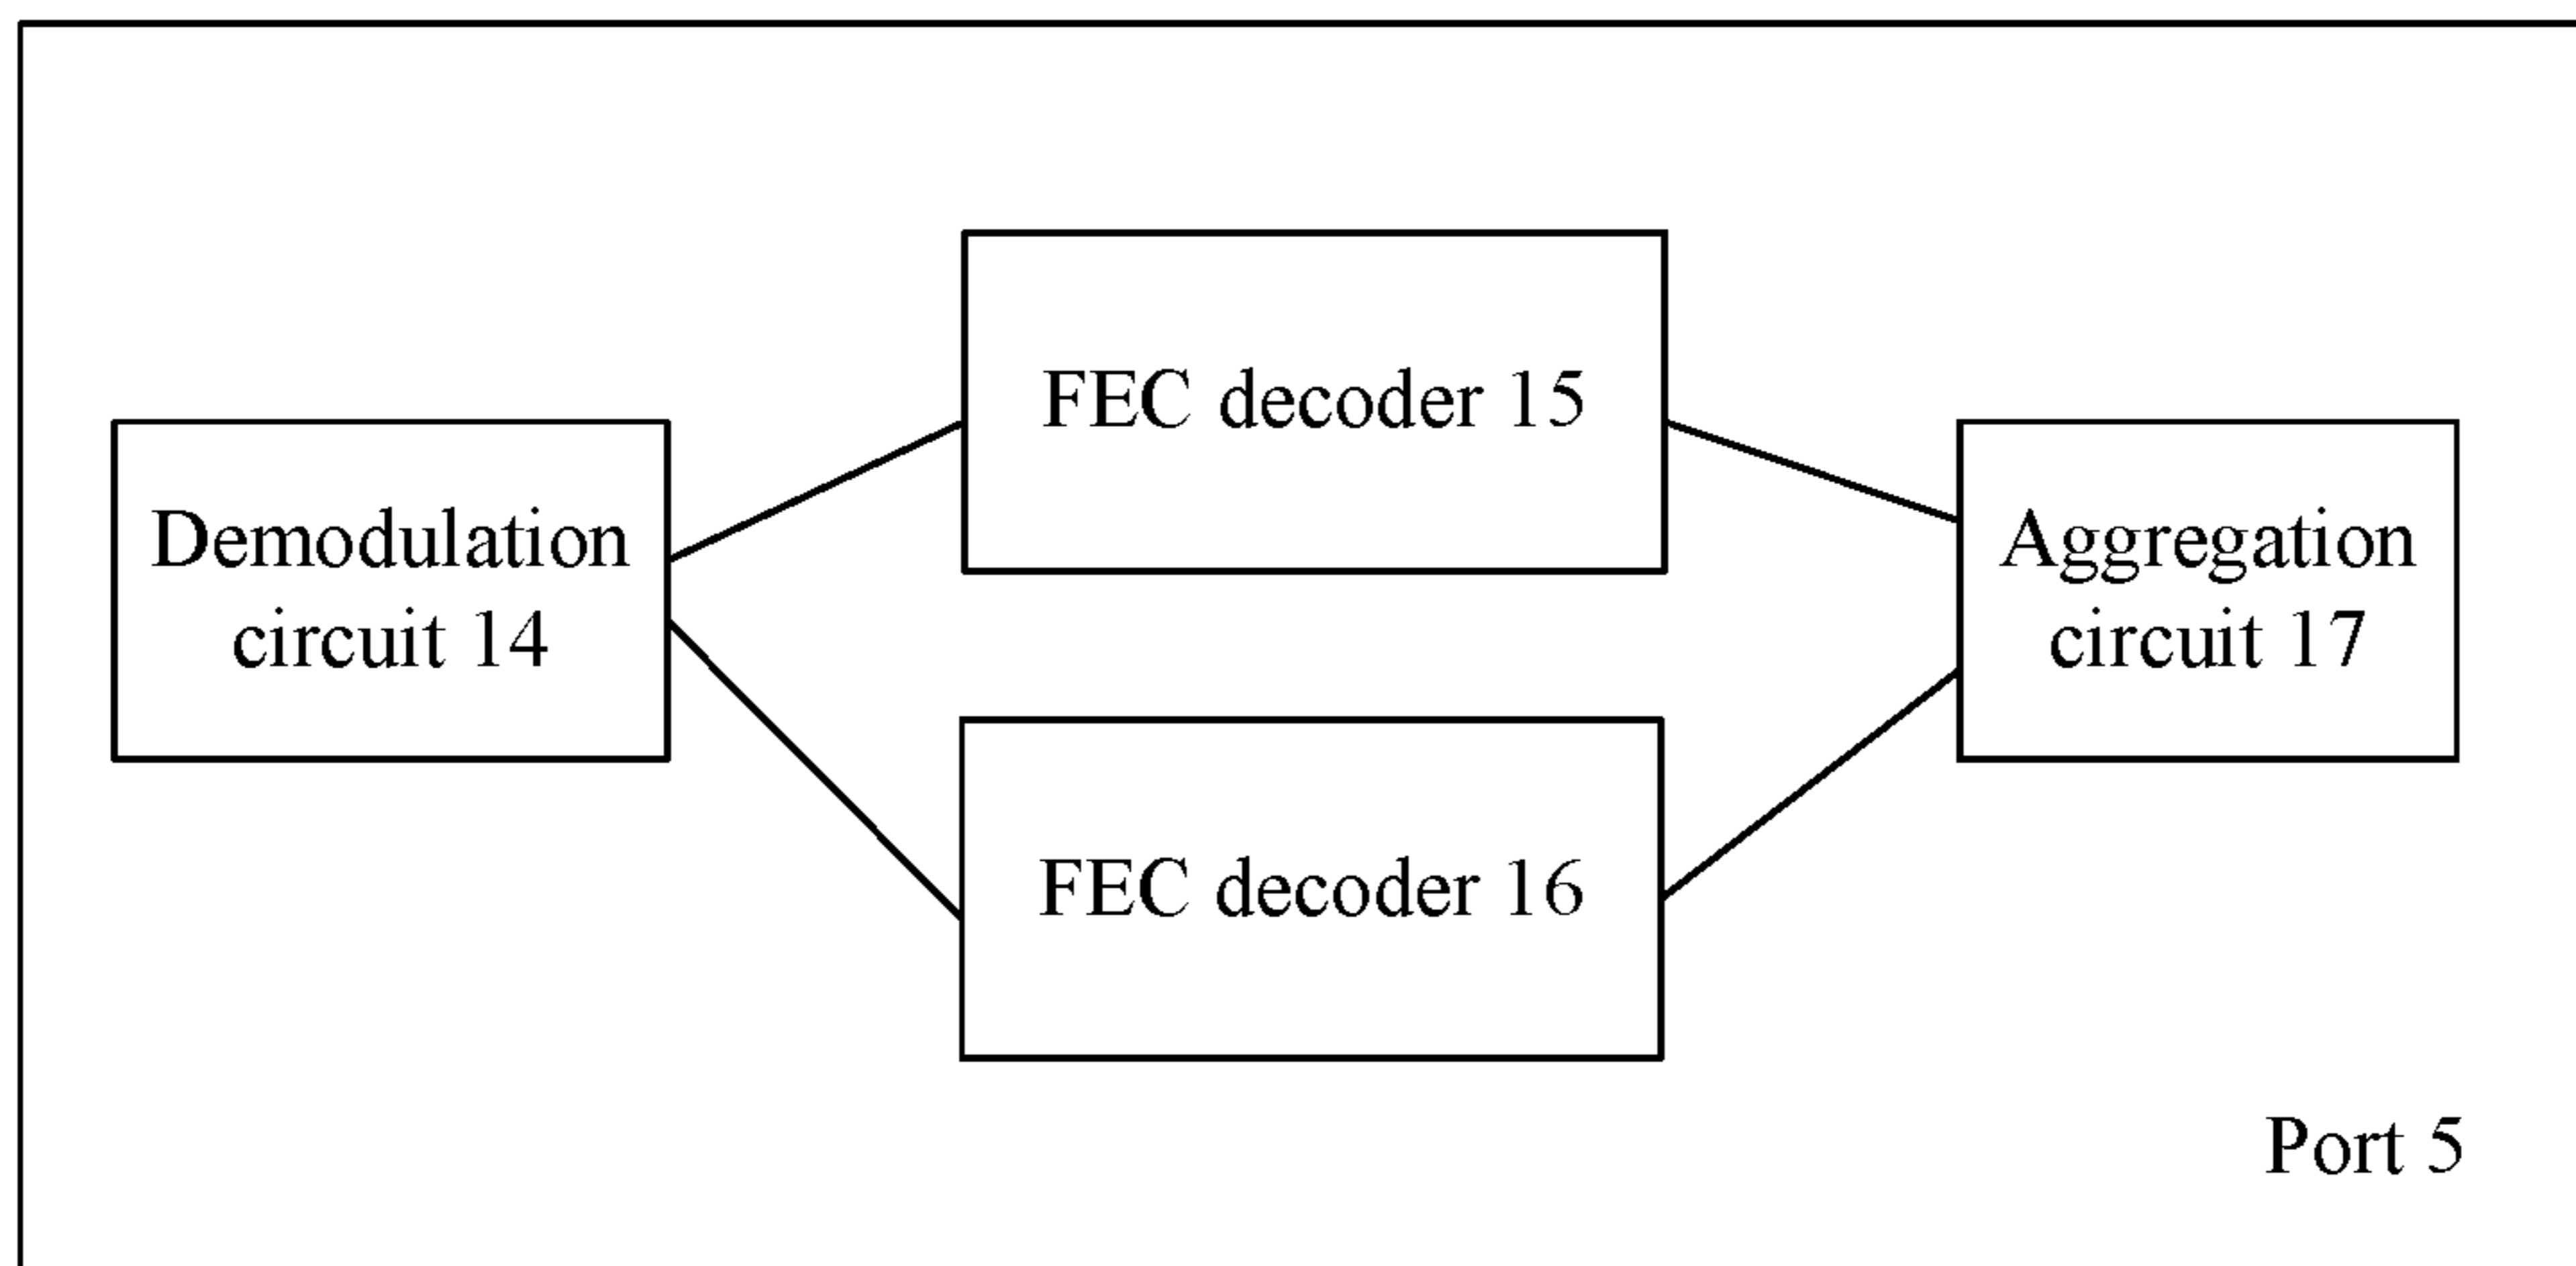 Demodulation
circuit 14
FEC decoder 15
FEC decoder 16
Aggregation
circuit 17
Port 5